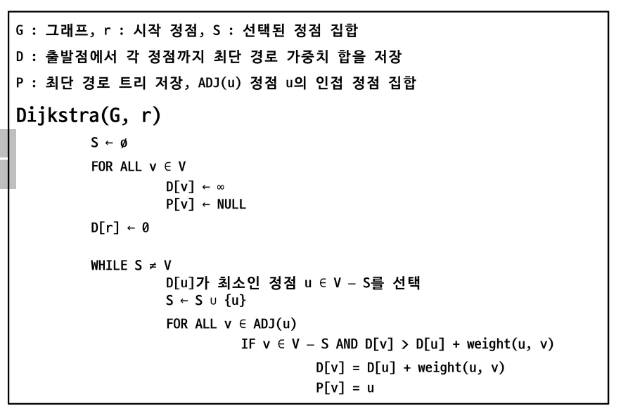 G : 그래프, r : 시작 정점, S : 선택된 정점 집합
D : 출발점에서 각 정점까지 최단 경로 가중치 합을 저장
P : 최단 경로 트리 저장, ADJ(u) 정점 u의 인접 정점 집합
Dijkstra(G, r)
S ← ∅
FOR ALL v ∈ V
D[v] ← ∞
P[v] ← NULL
D[r] ← 0
WHILE S ≠ V
D[u]가 최소인 정점 u ∈ V – S를 선택
S ← S ∪ {u}
FOR ALL v ∈ ADJ(u)
IF v ∈ V – S AND D[v] > D[u] + weight(u, v)
D[v] = D[u] + weight(u, v)
P[v] = u